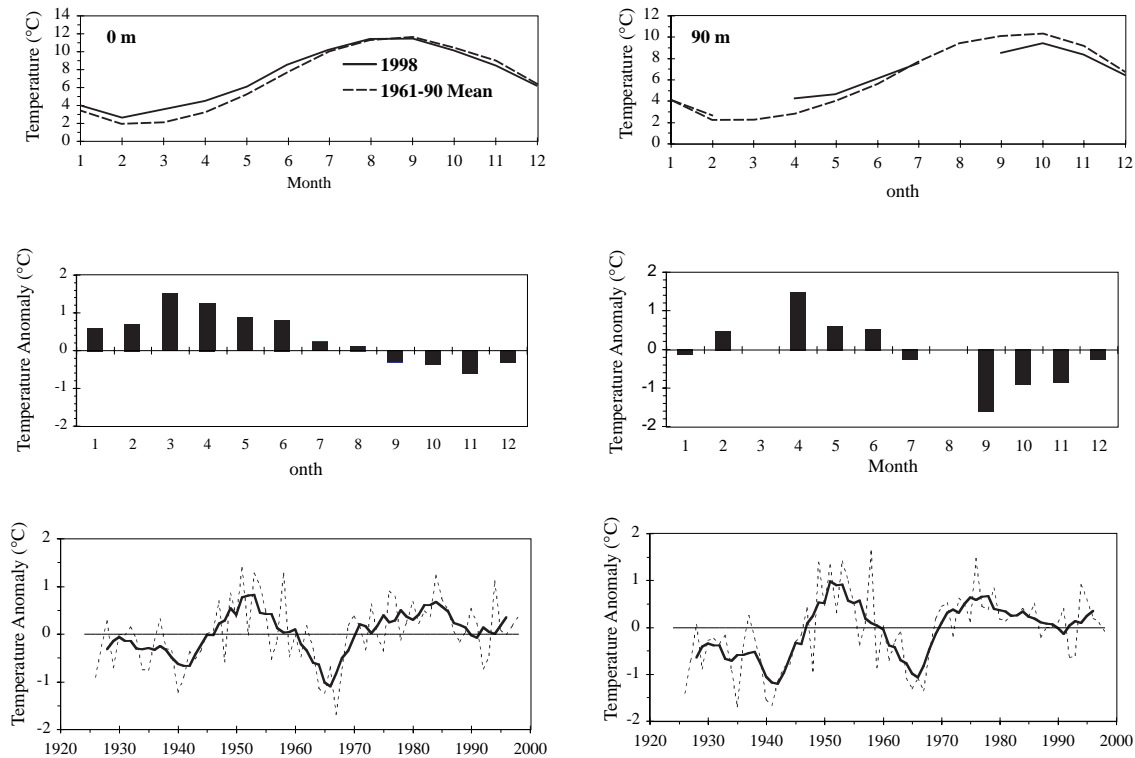 Temperature (°C)
14
12
10
8
6
4
2
0
0 m
1998
1961-90 Mean
1 2 3 4 5 6 7 8 9 10 11 12
Month
Temperature (°C)
12
10
8
6
4
2
0
90 m
1 2 3 4 5 6 7 8 9 10 11 12
onth
Temperature Anomaly (°C)
2
1
0
-1
-2
1 2 3 4 5 6 7 8 9 10 11 12
onth
Temperature Anomaly (°C)
2
1
0
-1
-2
1 2 3 4 5 6 7 8 9 10 11 12
Month
Temperature Anomaly (°C)
2
1
0
-1
-2
1920 1930 1940 1950 1960 1970 1980 1990 2000
Temperature Anomaly (°C)
2
1
0
-1
-2
1920 1930 1940 1950 1960 1970 1980 1990 2000